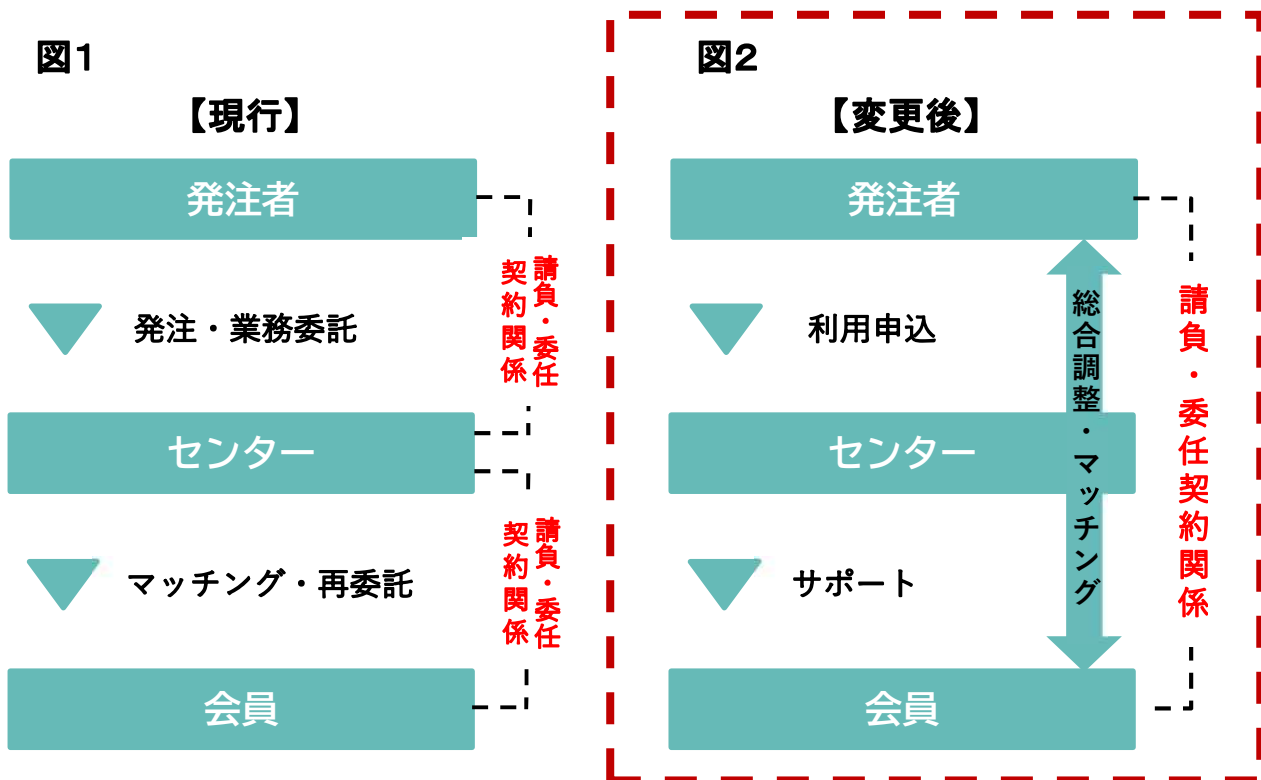 図1
【現行】
発注者
発注・業務委託
請負・委任
契約関係
センター
マッチング・再委託
請負・委任
契約関係
会員
図2
【変更後】
発注者
利用申込
総合調整・マッチング
請負・委任契約関係
センター
サポート
会員